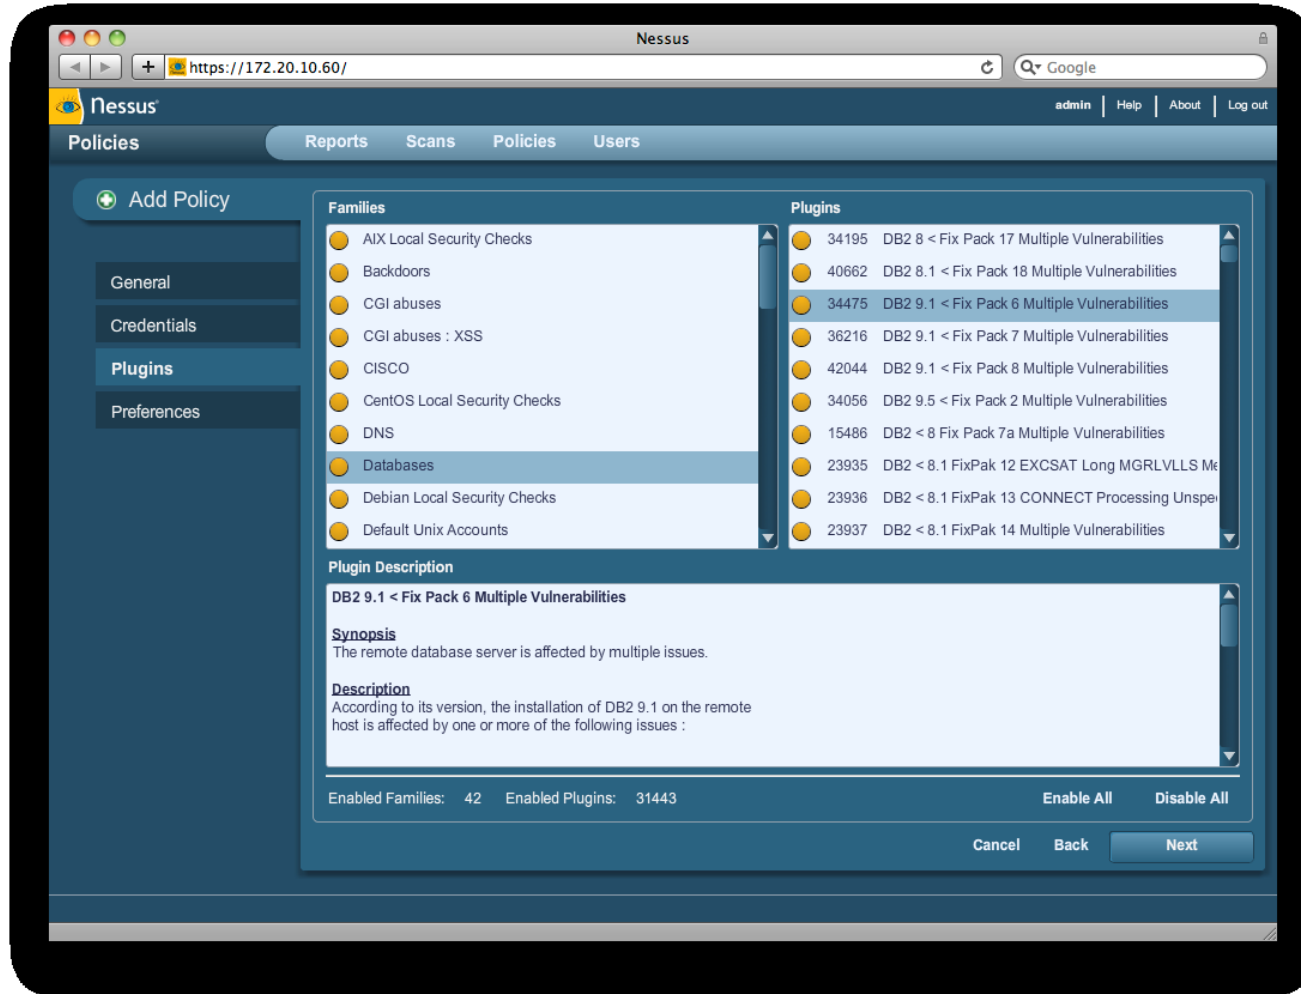 Nessus
https://172.20.10.60/
Google
Nessus
admin Help About Log out
Policies
Reports Scans Policies Users
Add Policy
General
Credentials
Plugins
Preferences
Families
AIX Local Security Checks
Backdoors
CGI abuses
CGI abuses : XSS
CISCO
CentOS Local Security Checks
DNS
Databases
Debian Local Security Checks
Default Unix Accounts
Plugins
34195 DB2 8 < Fix Pack 17 Multiple Vulnerabilities
40662 DB2 8.1 < Fix Pack 18 Multiple Vulnerabilities
34475 DB2 9.1 < Fix Pack 6 Multiple Vulnerabilities
36216 DB2 9.1 < Fix Pack 7 Multiple Vulnerabilities
42044 DB2 9.1 < Fix Pack 8 Multiple Vulnerabilities
34056 DB2 9.5 < Fix Pack 2 Multiple Vulnerabilities
15486 DB2 < 8 Fix Pack 7a Multiple Vulnerabilities
23935 DB2 < 8.1 FixPak 12 EXCSAT Long MGRLVLLS Me
23936 DB2 < 8.1 FixPak 13 CONNECT Processing Unspe
23937 DB2 < 8.1 FixPak 14 Multiple Vulnerabilities
Plugin Description
DB2 9.1 < Fix Pack 6 Multiple Vulnerabilities
Synopsis
The remote database server is affected by multiple issues.
Description
According to its version, the installation of DB2 9.1 on the remote
host is affected by one or more of the following issues :
Enabled Families: 42 Enabled Plugins: 31443
Enable All Disable All
Cancel Back Next